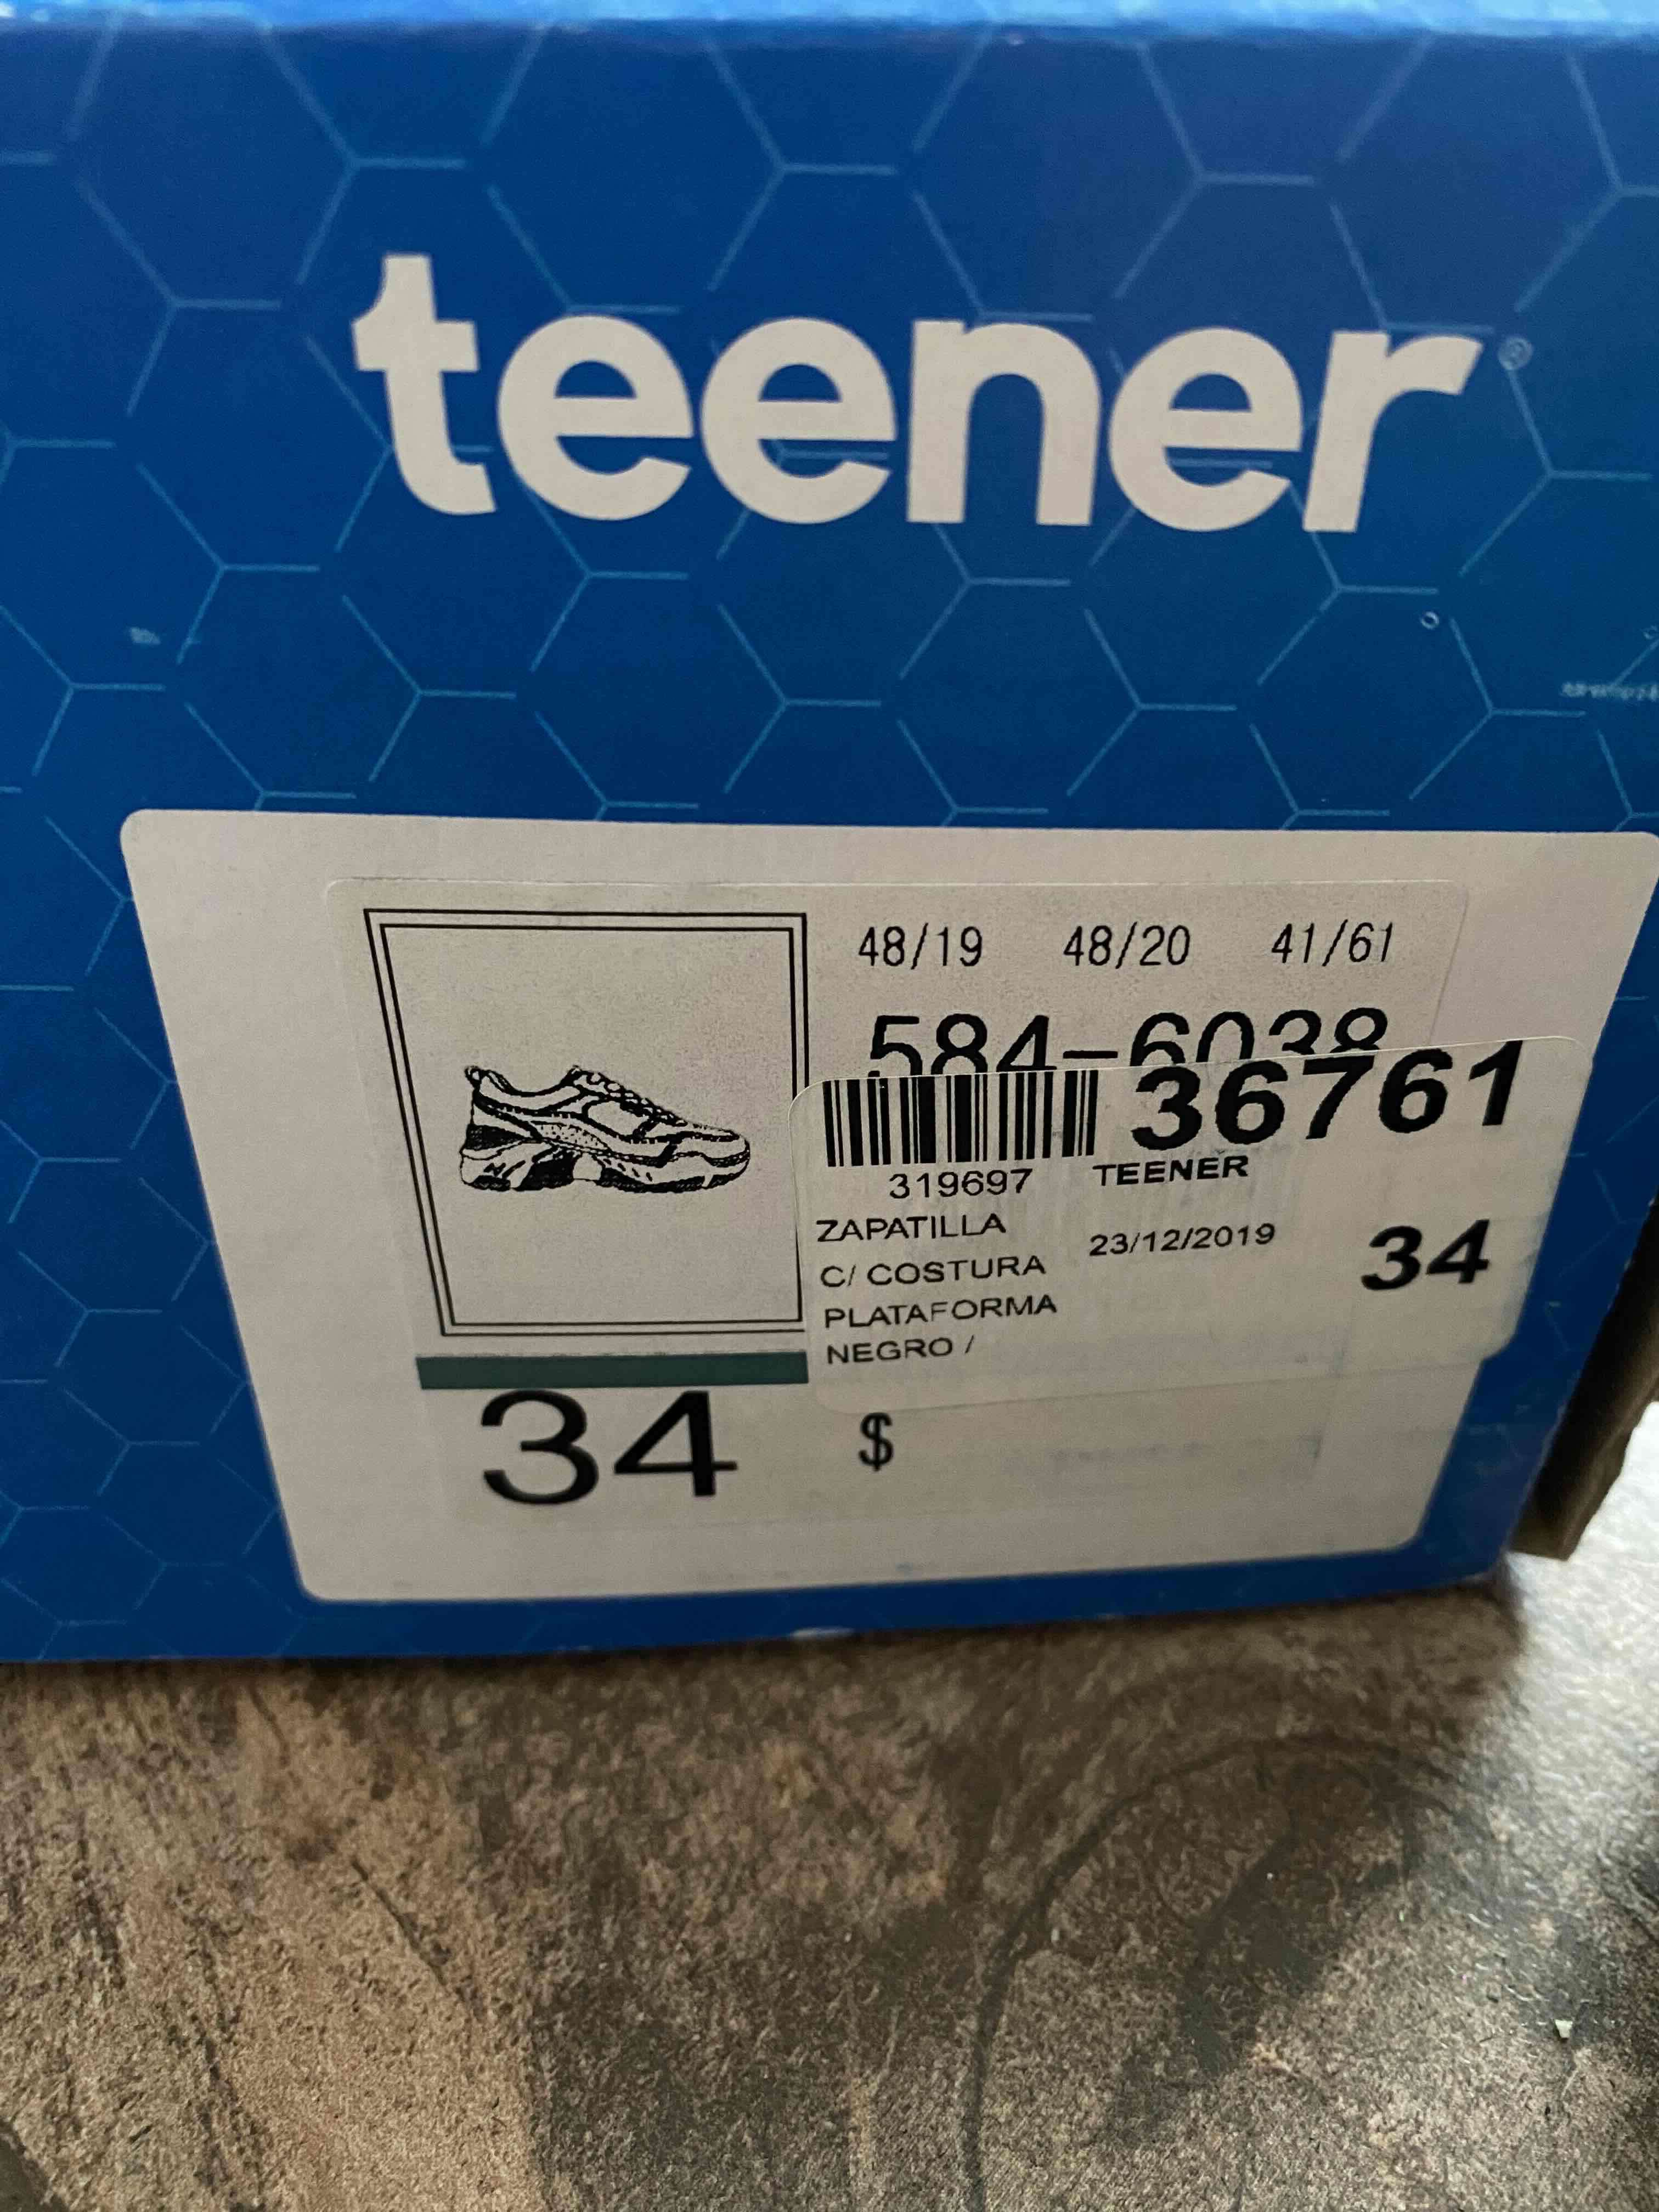 teener®
48/19 48/20 41/61
584-6038
36761
319697 TEENER
ZAPATILLA
23/12/2019
C/ COSTURA
34
PLATAFORMA
NEGRO /
34 $